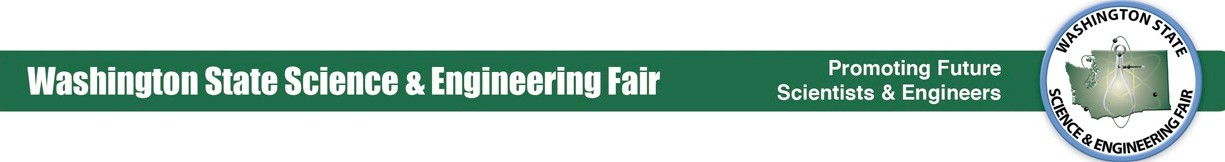 Washington State Science & Engineering Fair
Promoting Future
Scientists & Engineers
WASHINGTON STATE
SCIENCE & ENGINEERING FAIR